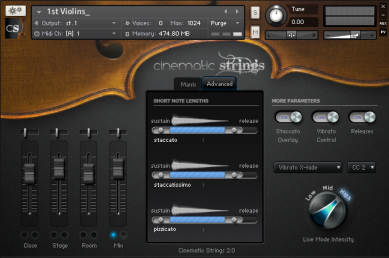 1st Violins_
Output: st. 1
Voices: 0 Max: 1024
Purge
Midi Ch: [A] 1
Memory: 474.80 MB
S
M
Tune
0.00
CS
cinematic strings
Manis
Advanced
SHORT NOTE LENGTHS
MORE PARAMETERS
sustain
release
staccato
Staccato Overlay
Vibrato Control
Releases
sustain
release
staccatissimo
Vibrato X-fade
CC 2
sustain
release
pizzicato
Low
Mid
High
Close
Stage
Room
Mix
Live Mode Intensity
Cinematic Strings 2.0